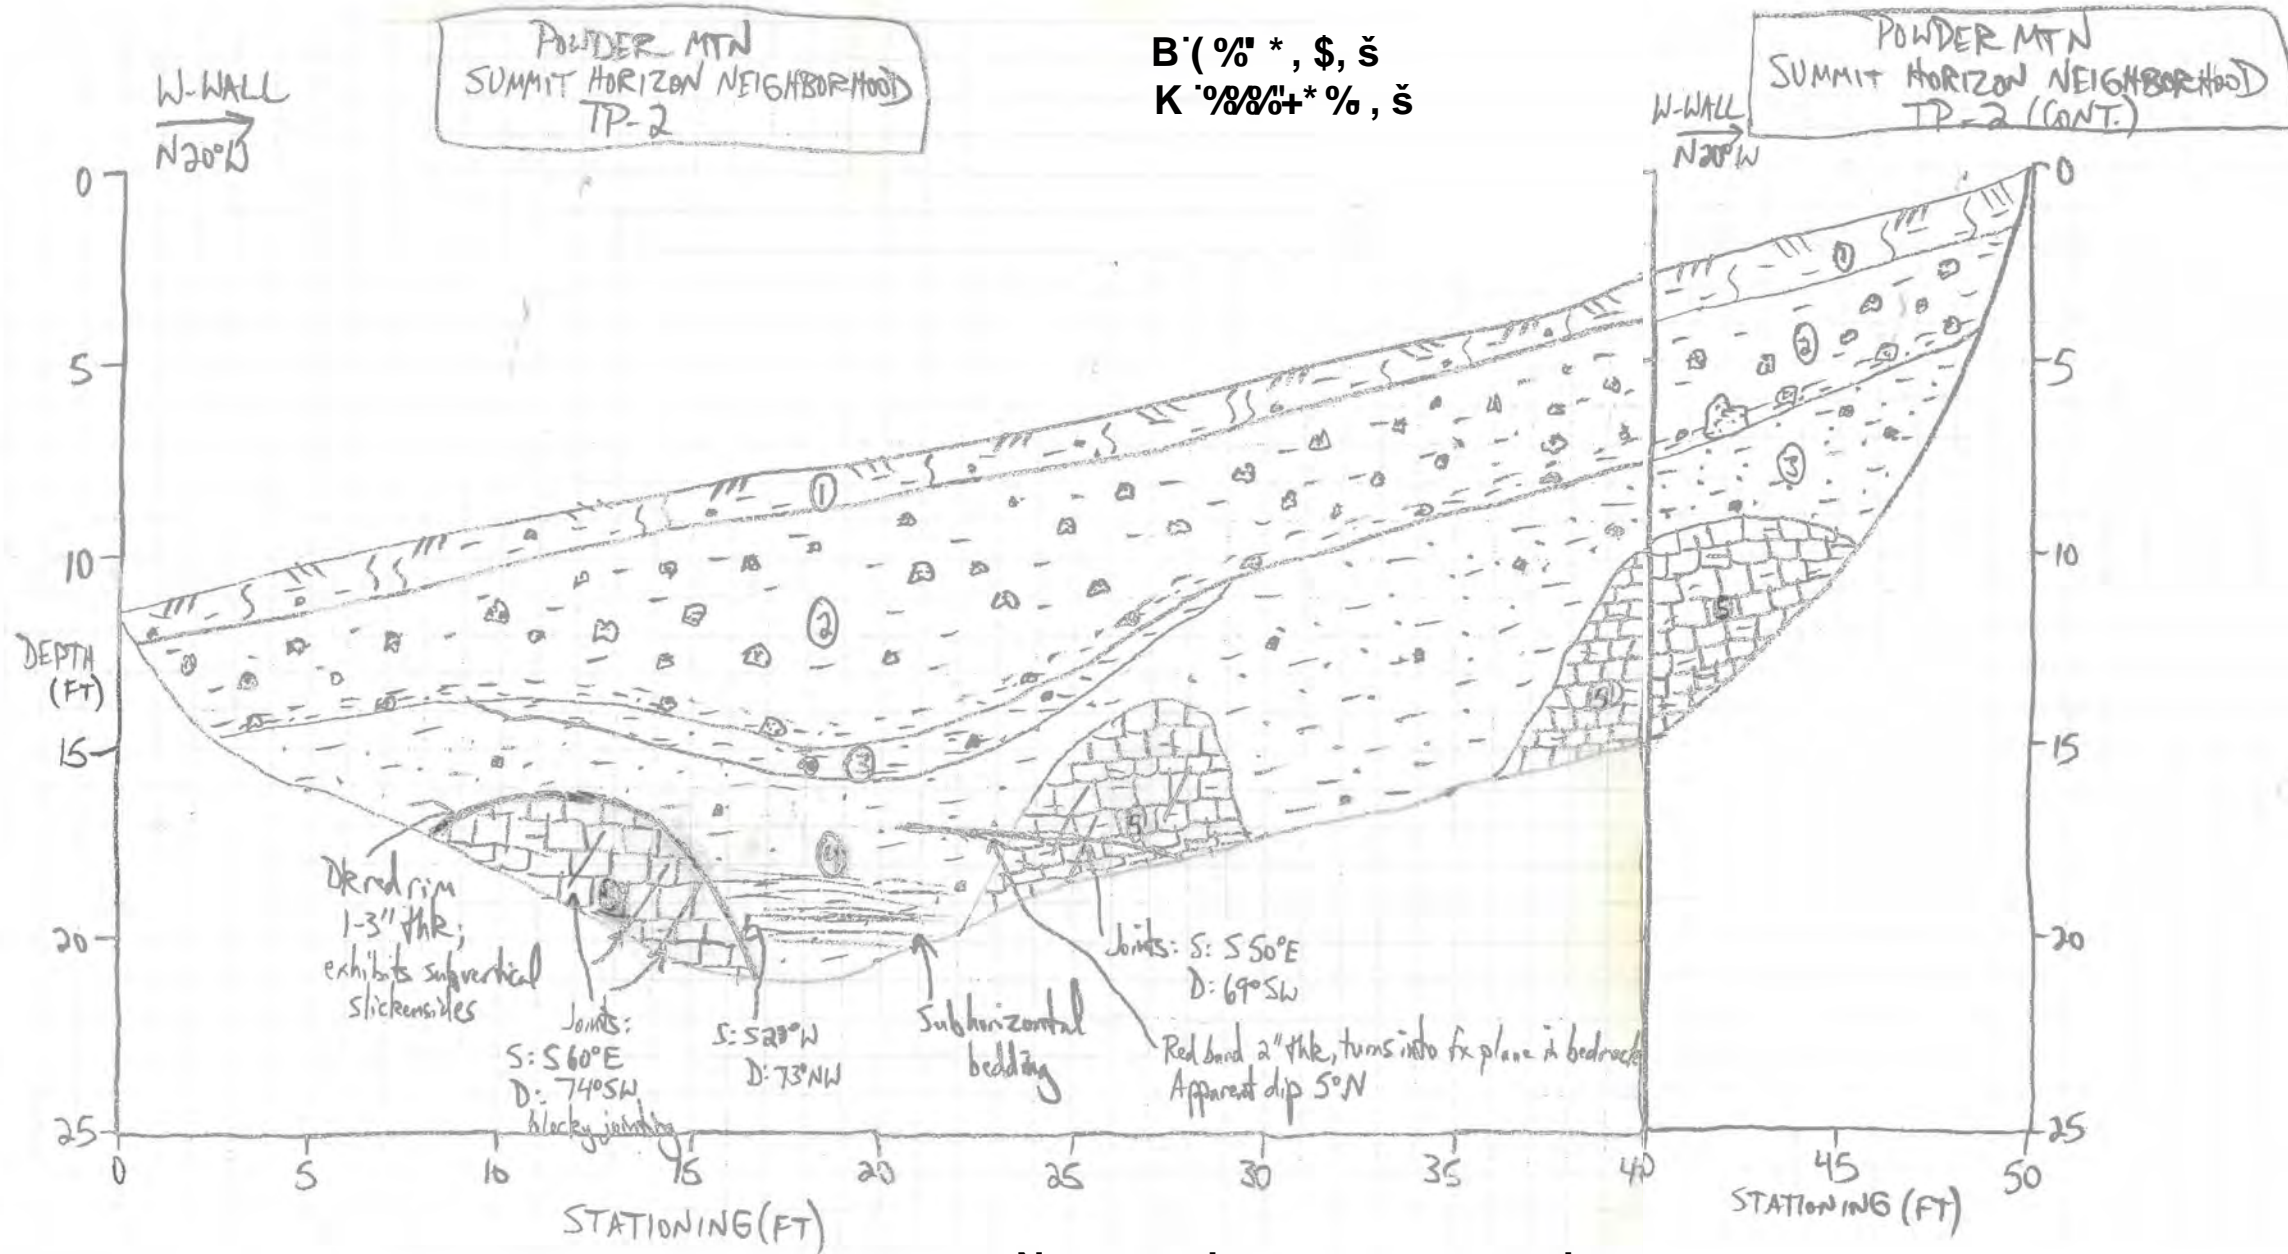 POWDER MTN
SUMMIT HORIZON NEIGHBORHOOD
TP-2
W-WALL
N20°W
B˙( %" * , $, š
K ˙%%%"+* % , š
POWDER MTN
SUMMIT HORIZON NEIGHBORHOOD
TP-2 (CONT.)
W-WALL
N20°W
0
5
10
15
20
25
DEPTH
(FT)
0
5
10
15
20
25
1
2
3
1
2
3
5
5
5
Dk red rim
1-3" thk;
exhibits subvertical
slickensides
Joints:
S: S60°E
D: 74°SW
blocky jointing
S: S23°W
D: 73°NW
Subhorizontal
bedding
Joints: S: S50°E
D: 69°SW
Red band 2" thk, turns into fx plane in bedrock
Apparent dip 5°N
0
5
10
15
20
25
30
35
40
45
50
STATIONING (FT)
STATIONING (FT)